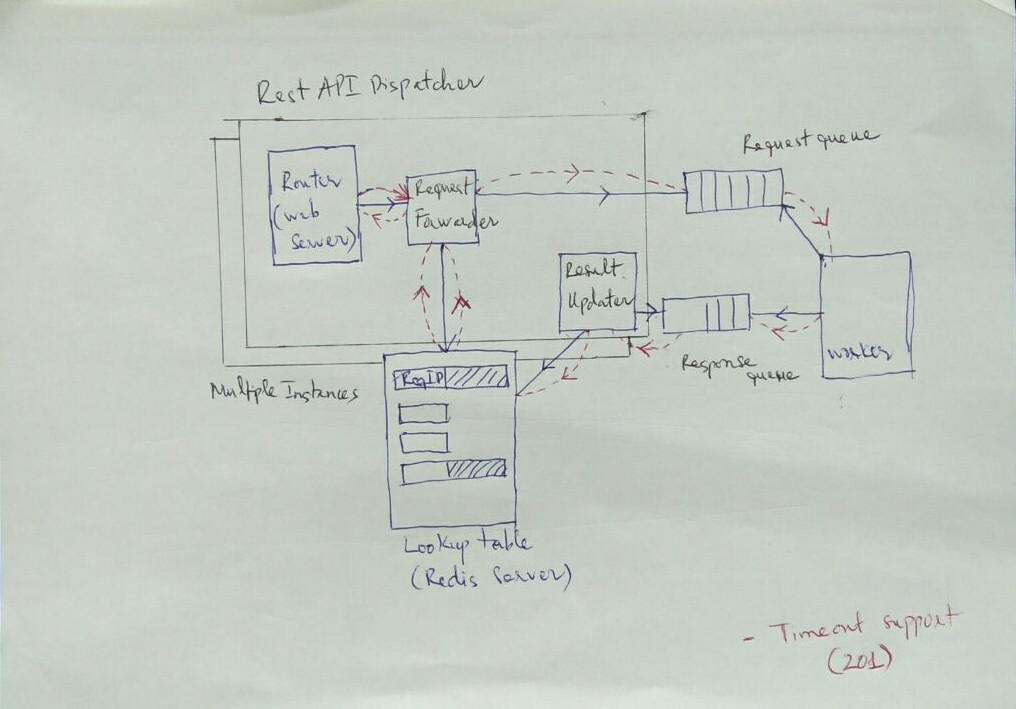 Rest API Dispatcher
Request queue
Router
(web
server)
Request
Forwarder
Result
Updater
Response
queue
worker
Multiple Instances
ReqID
Lookup table
(Redis Server)
- Timeout support
(201)